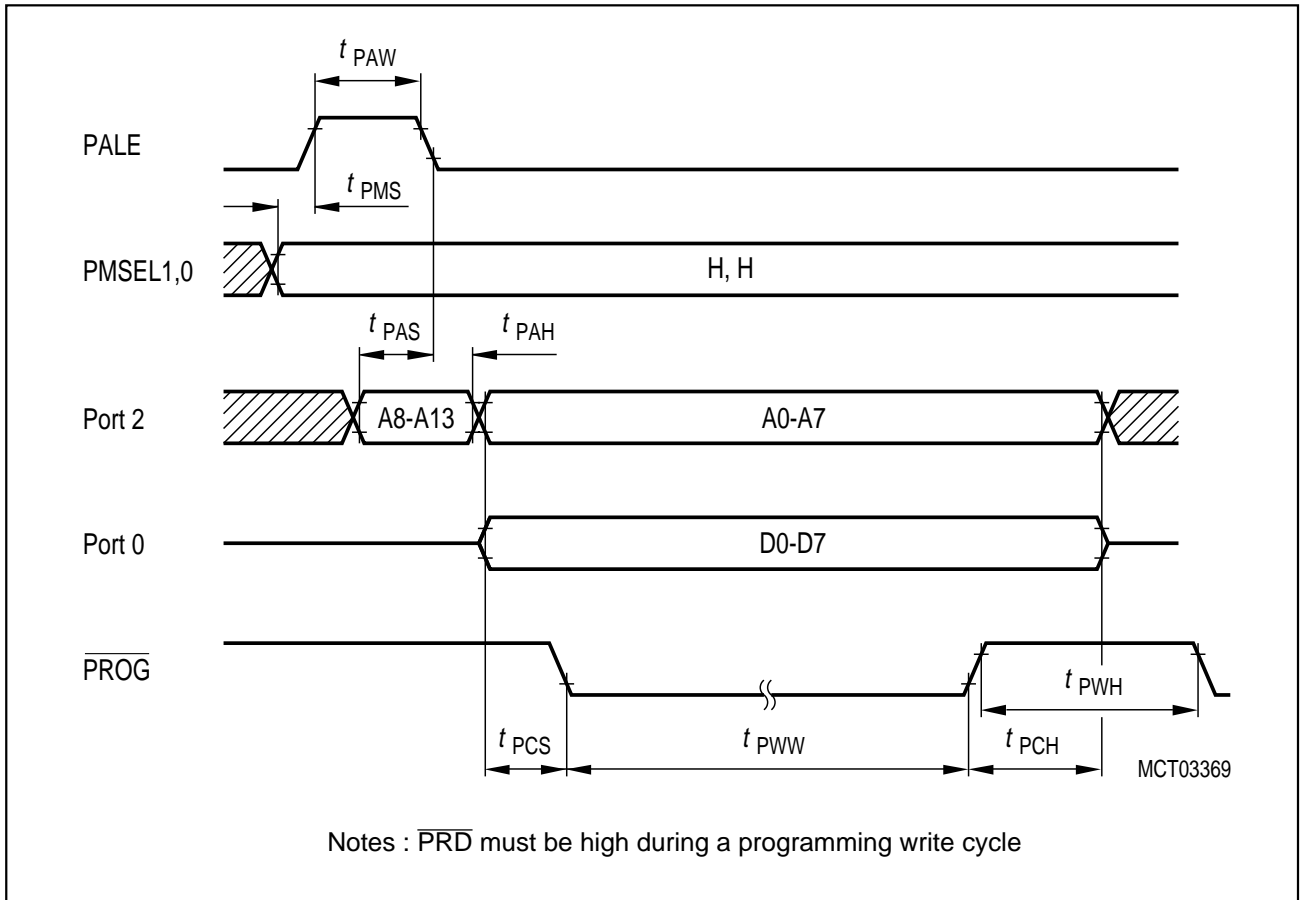 t PAW
PALE
t PMS
PMSEL1,0
H, H
t PAS
t PAH
Port 2
A8-A13
A0-A7
Port 0
D0-D7
PROG
t PWH
t PCS
t PWW
t PCH
MCT03369
Notes : PRD must be high during a programming write cycle